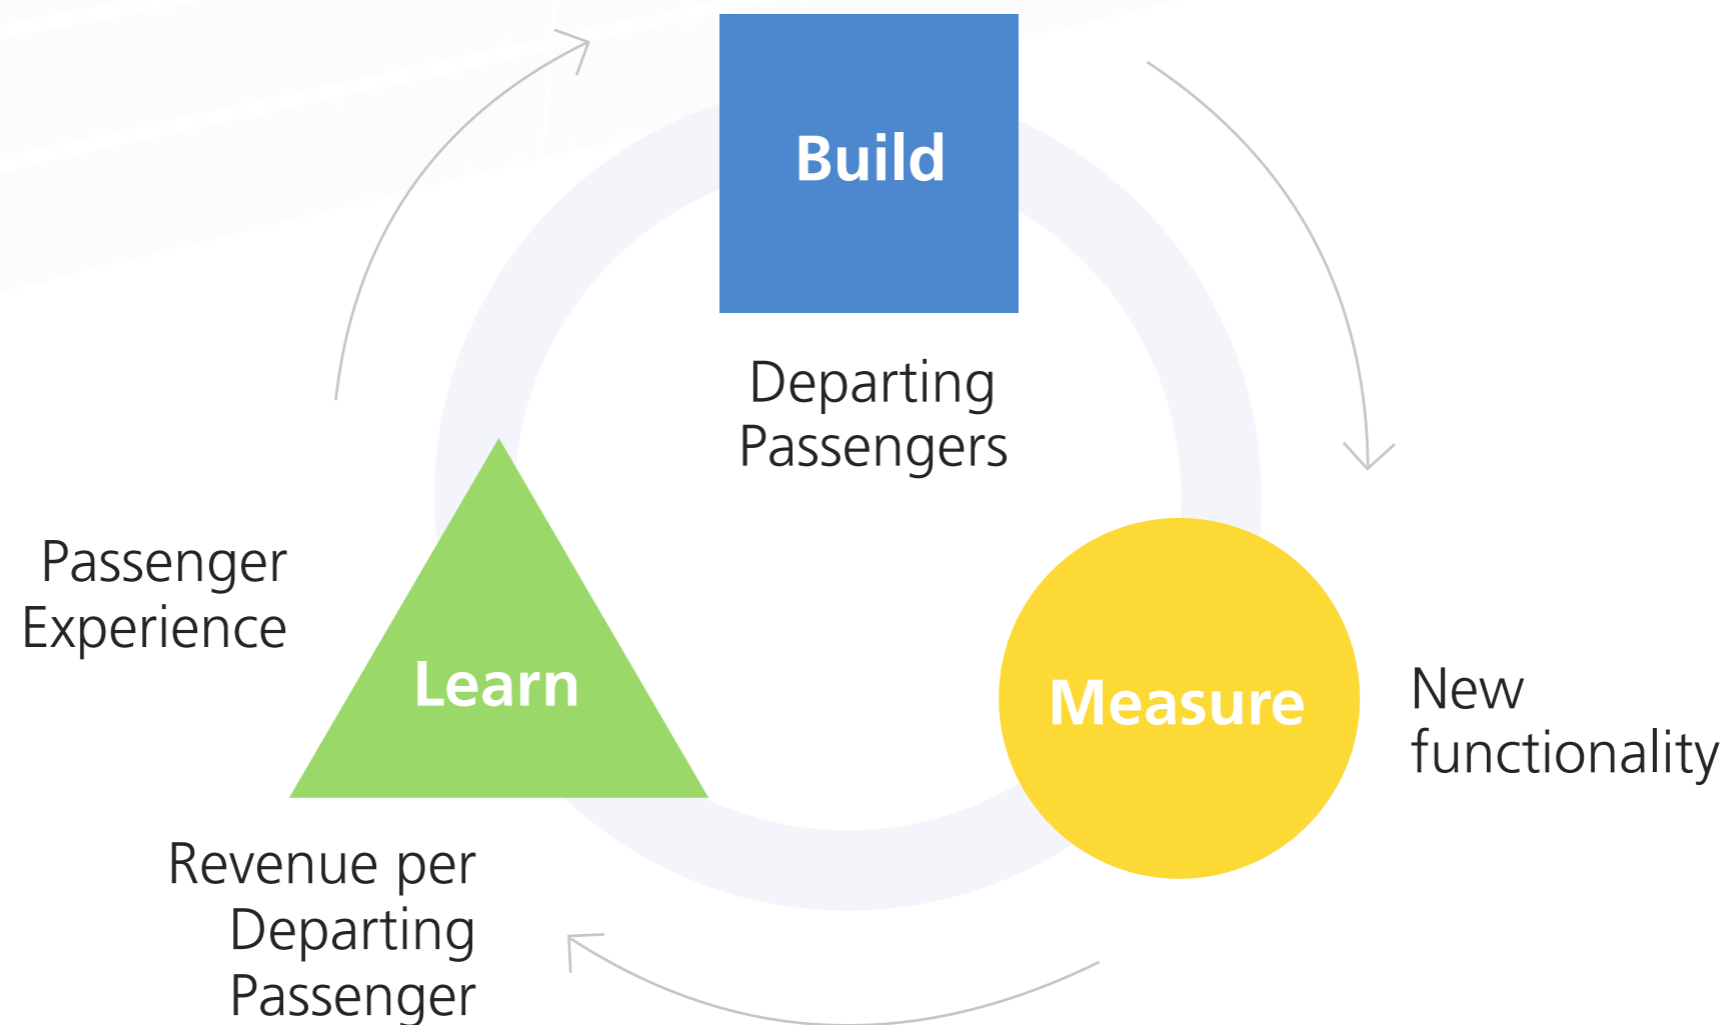 Build
Departing
Passengers
Passenger
Experience
Learn
Measure
New
functionality
Revenue per
Departing
Passenger